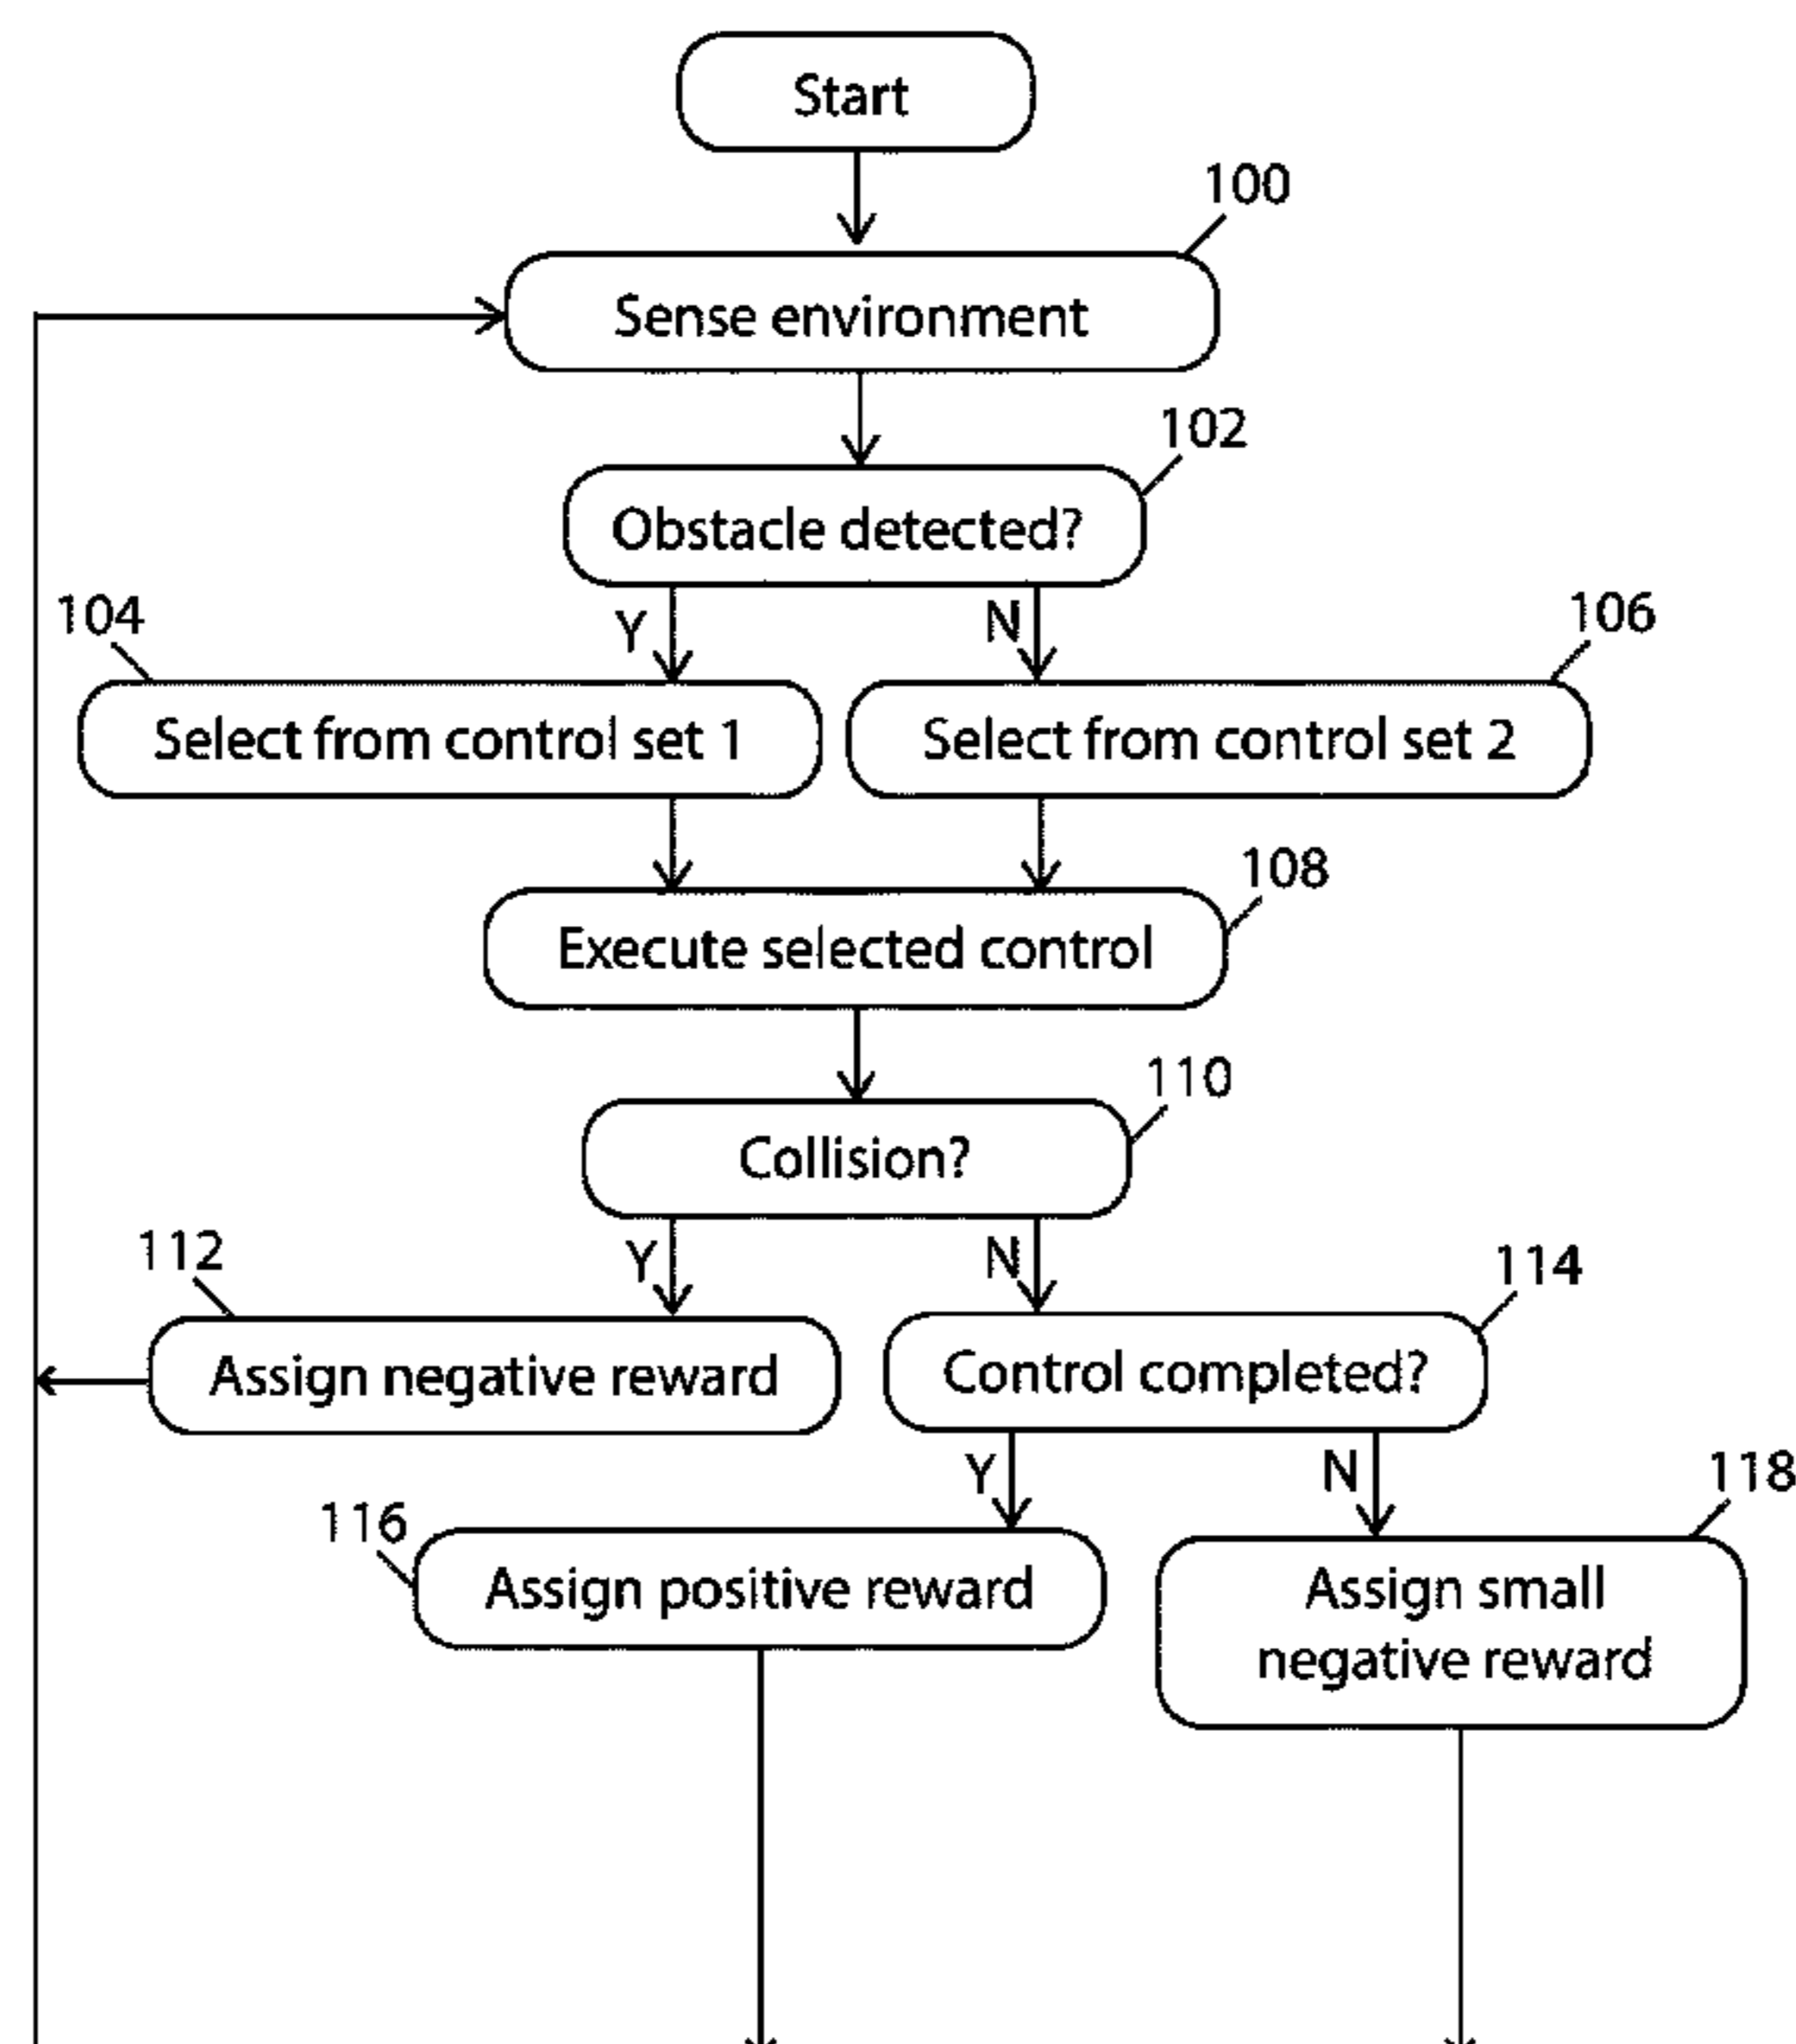 Start
100
Sense environment
102
Obstacle detected?
104
Y
N
106
Select from control set 1
Select from control set 2
108
Execute selected control
110
Collision?
112
Y
N
114
Assign negative reward
Control completed?
Y
N
118
116
Assign positive reward
Assign small
negative reward